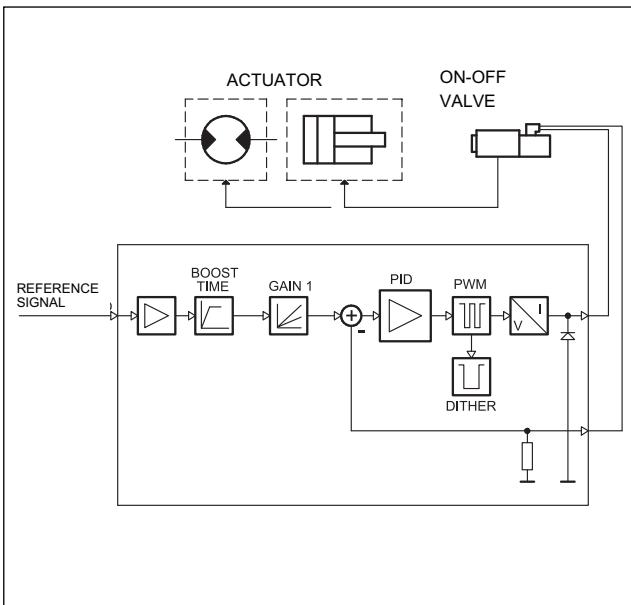 ACTUATOR
ON-OFF
VALVE
REFERENCE
SIGNAL
BOOST
TIME
GAIN 1
PID
PWM
I
V
+
-
DITHER